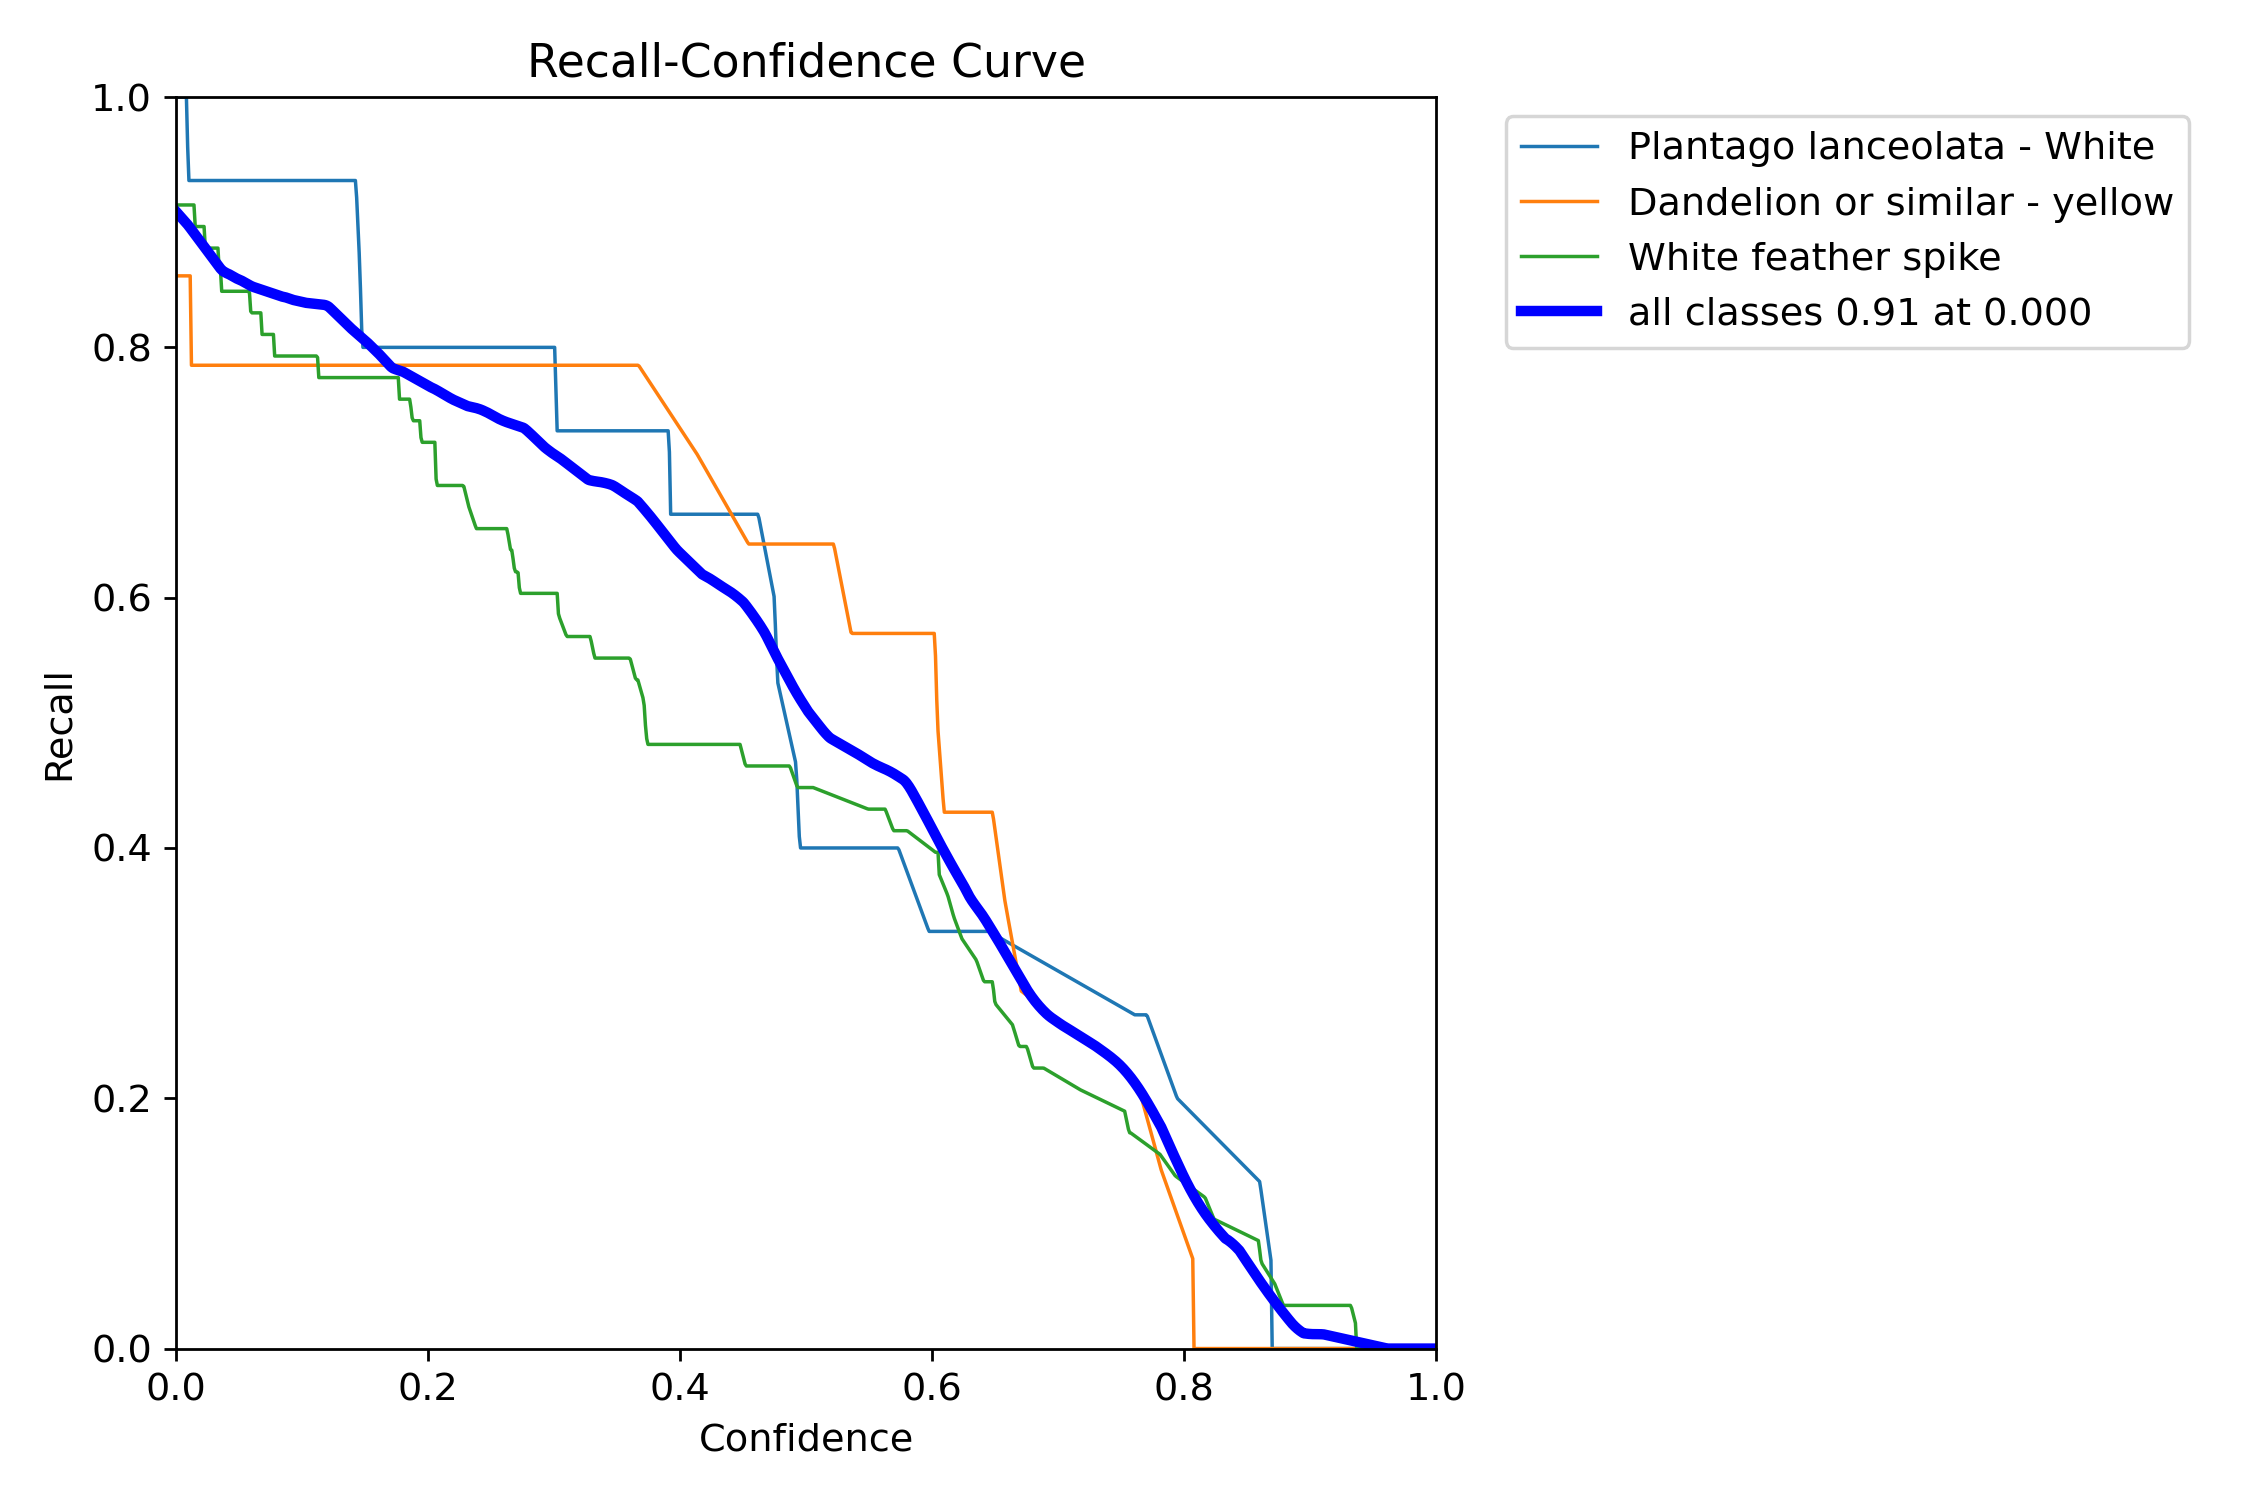 Recall-Confidence Curve
Plantago lanceolata - White
Dandelion or similar - yellow
White feather spike
all classes 0.91 at 0.000
1.0
0.8
0.6
0.4
0.2
0.0
Recall
0.0 0.2 0.4 0.6 0.8 1.0
Confidence